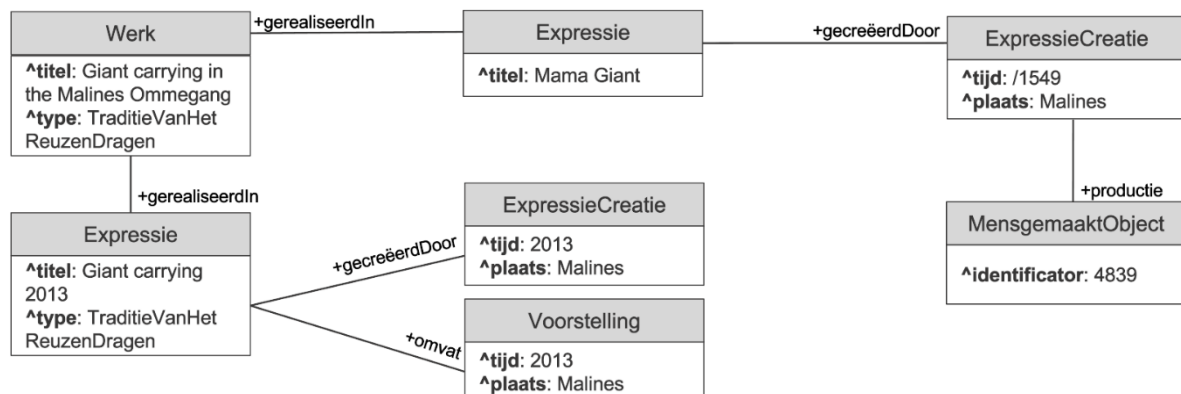 Werk
^titel: Giant carrying in
the Malines Ommegang
^type: TraditieVanHet
ReuzenDragen
+gerealiseerdIn
Expressie
^titel: Mama Giant
+gecreëerdDoor
ExpressieCreatie
^tijd: /1549
^plaats: Malines
+productie
MensgemaaktObject
^identificator: 4839
+gerealiseerdIn
Expressie
^titel: Giant carrying
2013
^type: TraditieVanHet
ReuzenDragen
+gecreëerdDoor
ExpressieCreatie
^tijd: 2013
^plaats: Malines
+omvat
Voorstelling
^tijd: 2013
^plaats: Malines